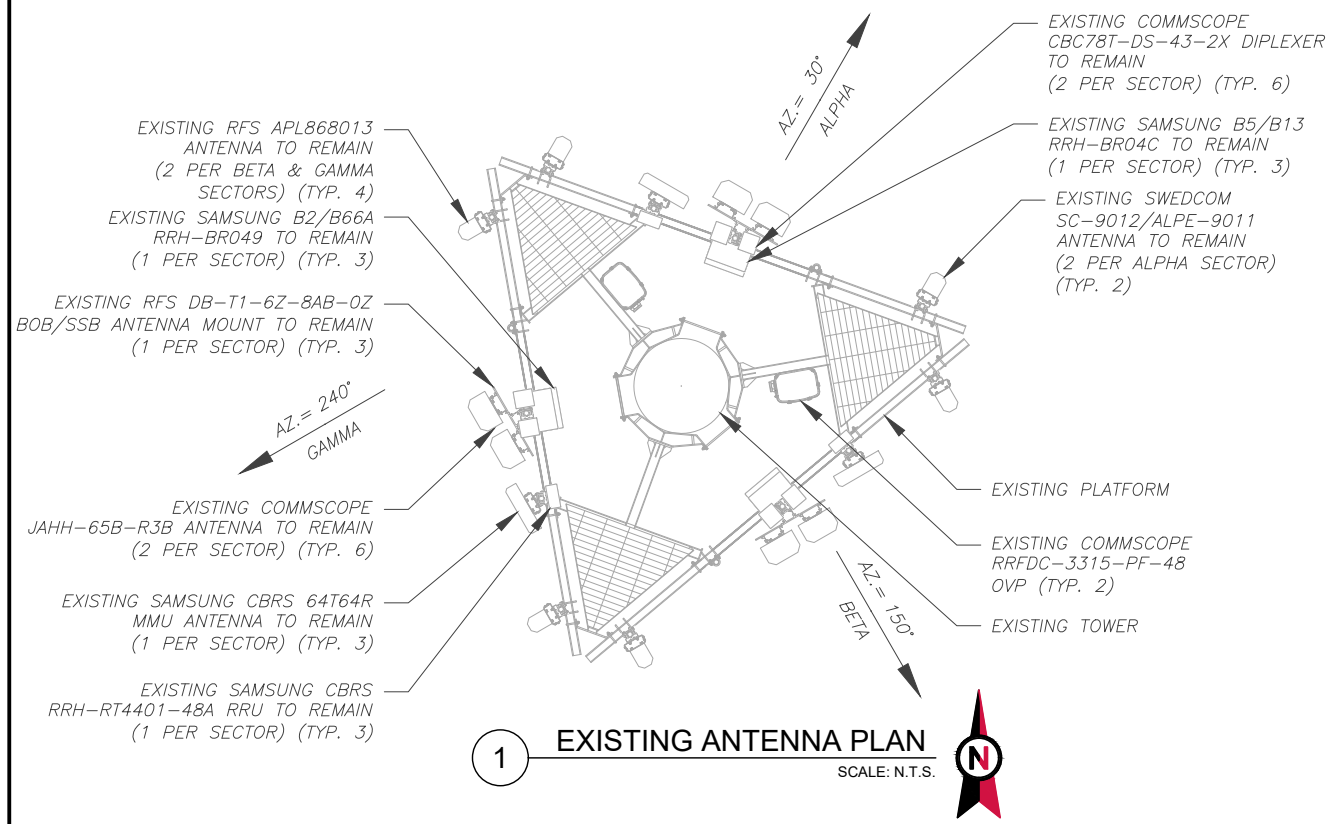 EXISTING RFS APL868013
ANTENNA TO REMAIN
(2 PER BETA & GAMMA
SECTORS) (TYP. 4)
EXISTING SAMSUNG B2/B66A
RRH-BR049 TO REMAIN
(1 PER SECTOR) (TYP. 3)
EXISTING RFS DB-T1-6Z-8AB-0Z
BOB/SSB ANTENNA MOUNT TO REMAIN
(1 PER SECTOR) (TYP. 3)
AZ.= 240°
GAMMA
EXISTING COMMSCOPE
JAHH-65B-R3B ANTENNA TO REMAIN
(2 PER SECTOR) (TYP. 6)
EXISTING SAMSUNG CBRS 64T64R
MMU ANTENNA TO REMAIN
(1 PER SECTOR) (TYP. 3)
EXISTING SAMSUNG CBRS
RRH-RT4401-48A RRU TO REMAIN
(1 PER SECTOR) (TYP. 3)
AZ.= 30°
ALPHA
EXISTING COMMSCOPE
CBC78T-DS-43-2X DIPLEXER
TO REMAIN
(2 PER SECTOR) (TYP. 6)
EXISTING SAMSUNG B5/B13
RRH-BR04C TO REMAIN
(1 PER SECTOR) (TYP. 3)
EXISTING SWEDCOM
SC-9012/ALPE-9011
ANTENNA TO REMAIN
(2 PER ALPHA SECTOR)
(TYP. 2)
EXISTING PLATFORM
EXISTING COMMSCOPE
RRFDC-3315-PF-48
OVP (TYP. 2)
EXISTING TOWER
AZ.= 150°
BETA
1
EXISTING ANTENNA PLAN
SCALE: N.T.S.
N